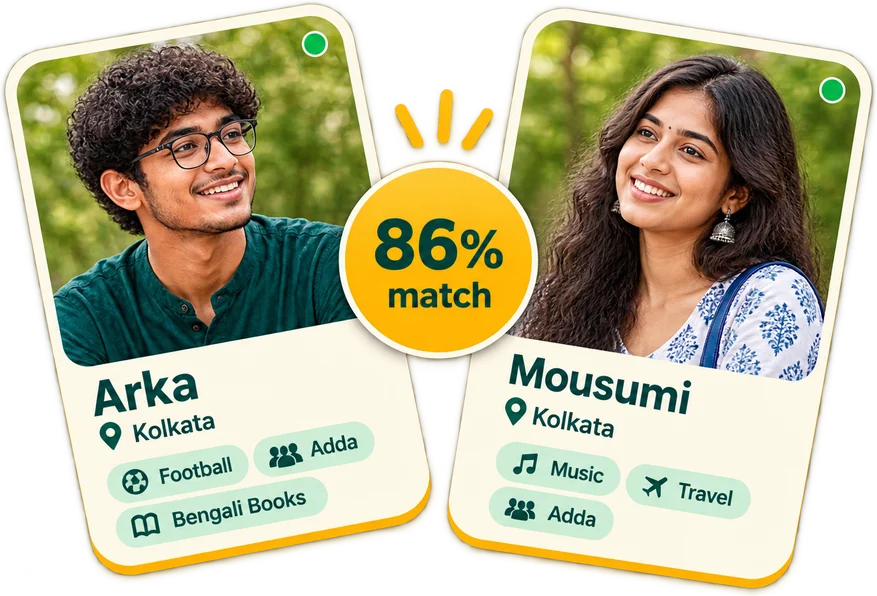 86%
match
Arka
Kolkata
Football
Adda
Bengali Books
Mousumi
Kolkata
Music
Travel
Adda